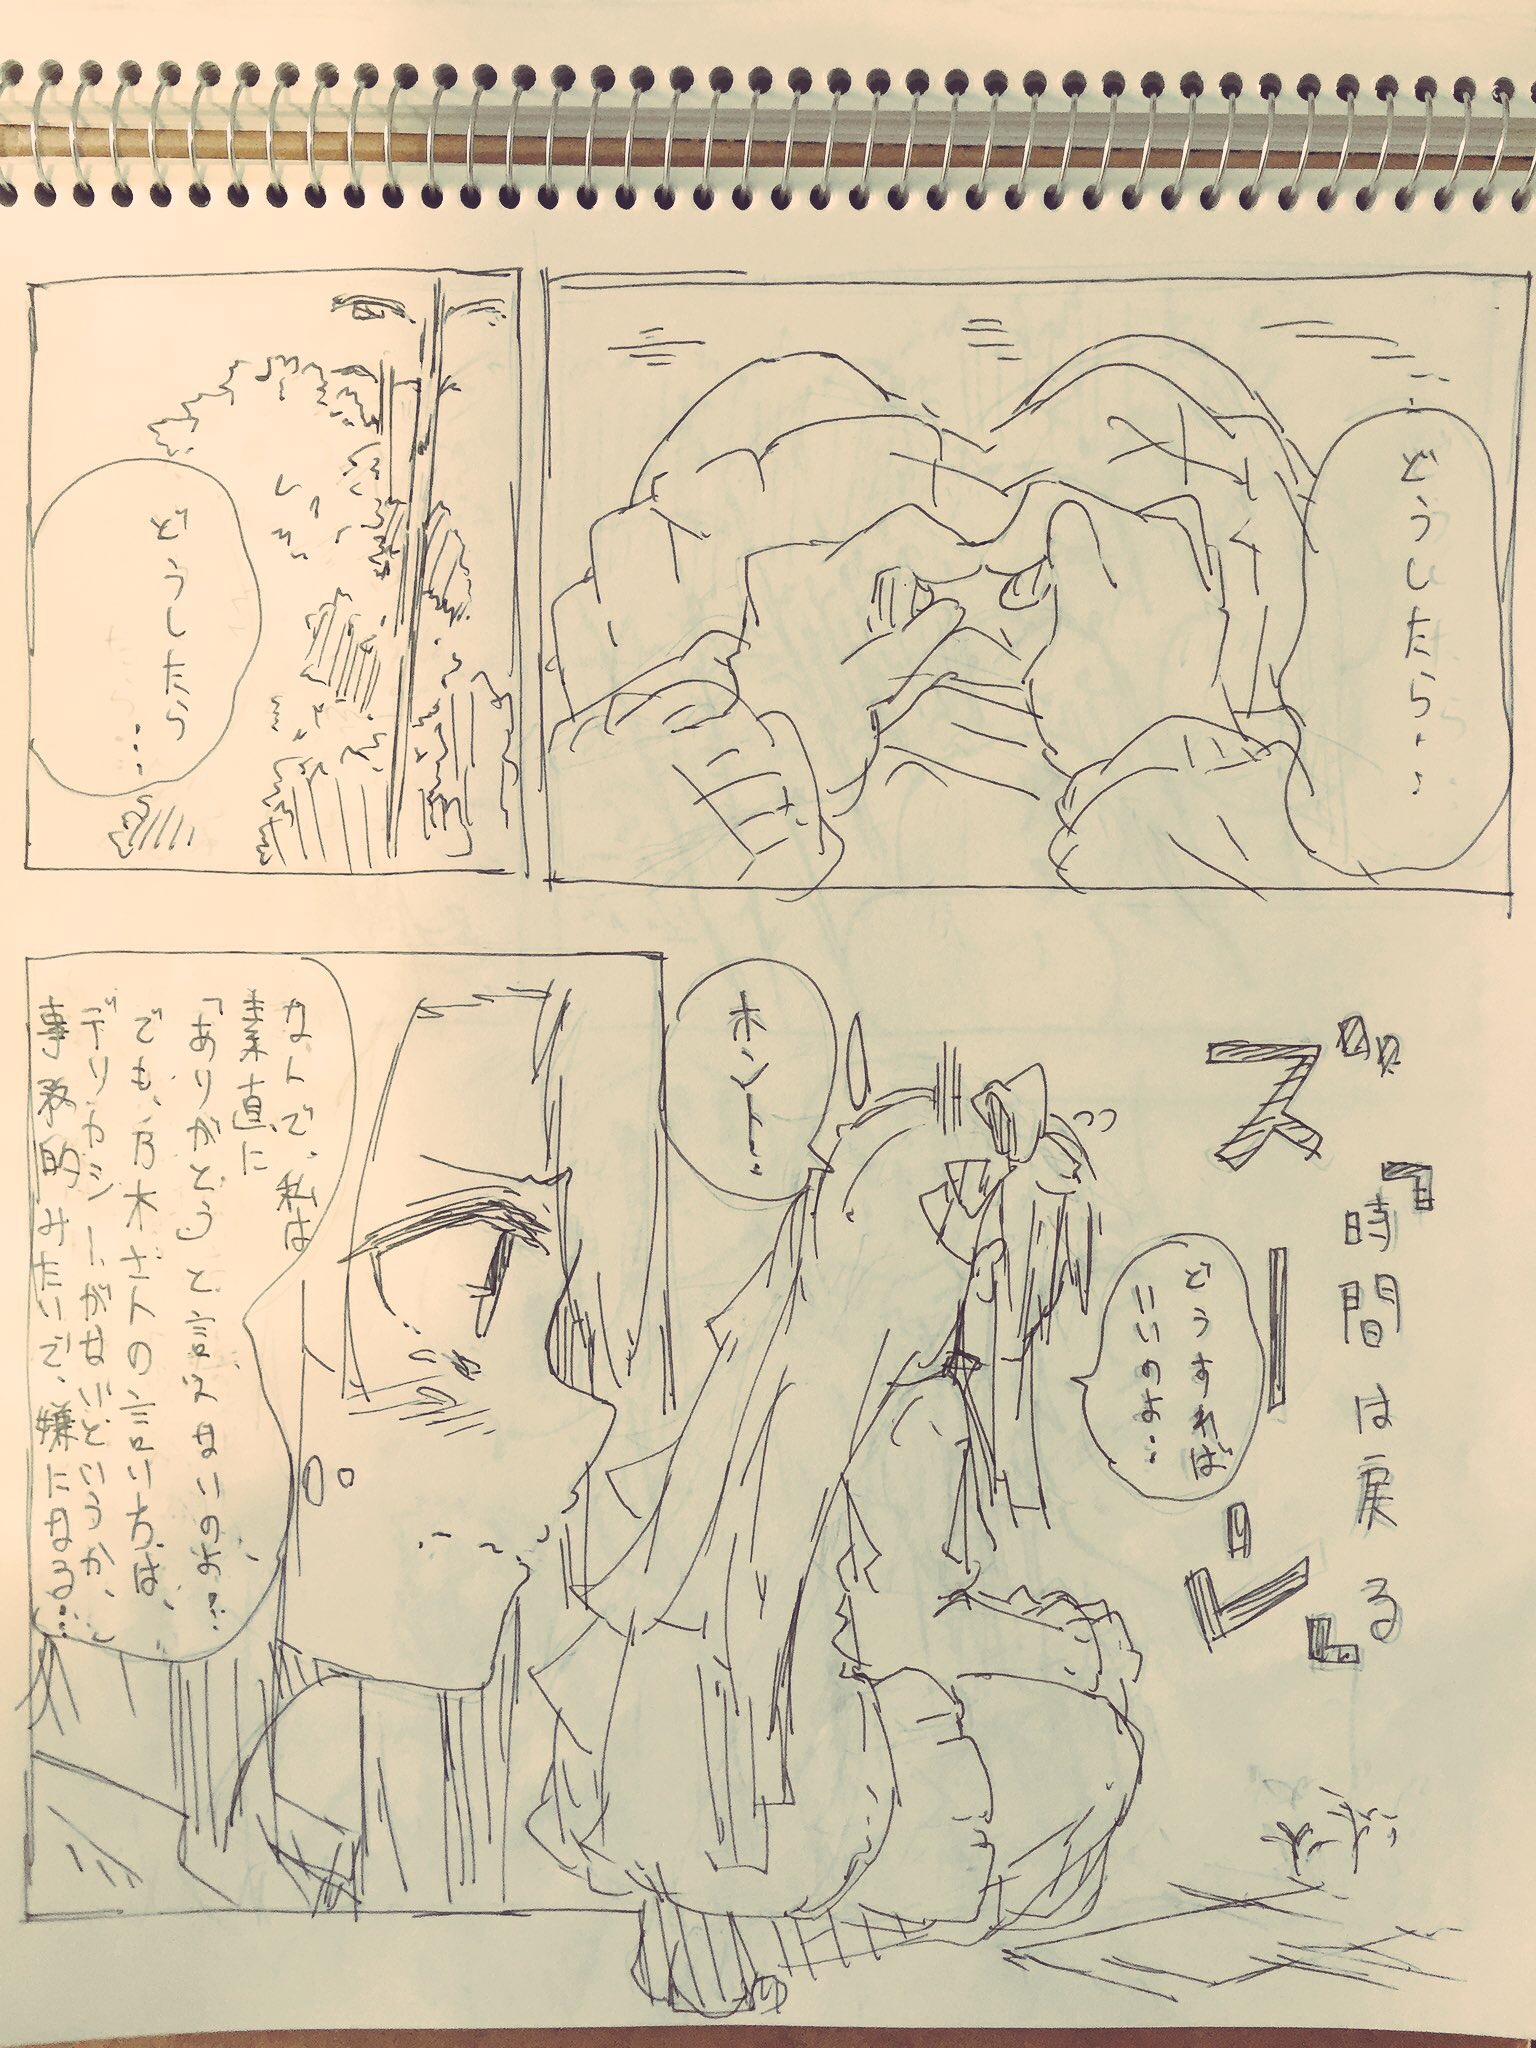 どうしたら…
どうしたら
…
『時間は戻る』
ズーン
どうすれば
いいのよ…
ホント…
なんで、私は
素直に
「ありがとう」と言えないのよ…
でも、乃木さんの言い方は、
デリカシーがないというか、
事務的みたいで、嫌になる…